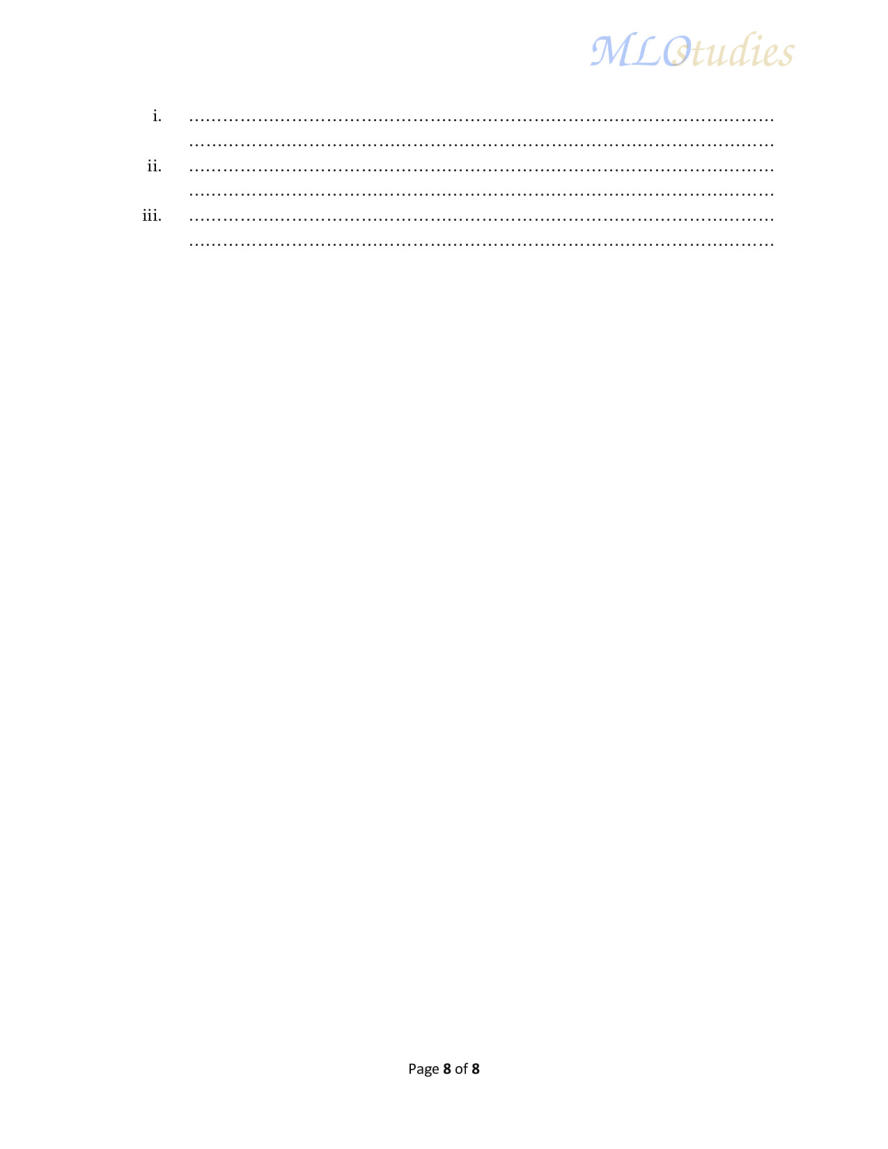 MLOstudies
i. ………………………………………………………………………………………
………………………………………………………………………………………
ii. ………………………………………………………………………………………
………………………………………………………………………………………
iii. ………………………………………………………………………………………
………………………………………………………………………………………
Page 8 of 8